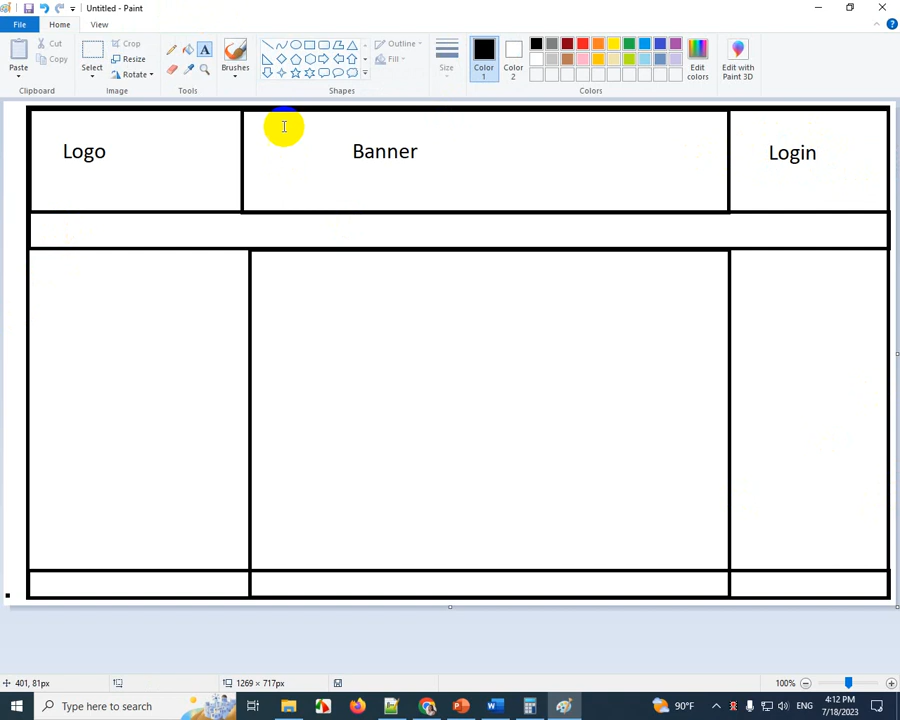 Untitled - Paint
File
Home
View
Paste
Cut
Copy
Clipboard
Select
Crop
Resize
Rotate
Image
A
Tools
Brushes
Outline
Fill
Shapes
Size
Color
1
Color
2
Edit
colors
Edit with
Paint 3D
Colors
Logo
Banner
Login
401, 81px
1269 × 717px
100%
Type here to search
90°F
ENG
4:12 PM
7/18/2023